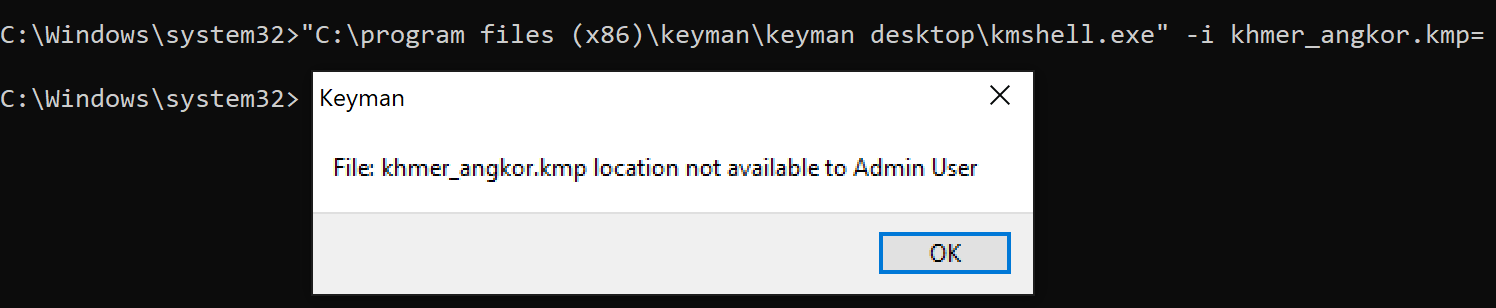 C:\Windows\system32>"C:\program files (x86)\keyman\keyman desktop\kmshell.exe" -i khmer_angkor.kmp=
C:\Windows\system32>
Keyman
File: khmer_angkor.kmp location not available to Admin User
OK